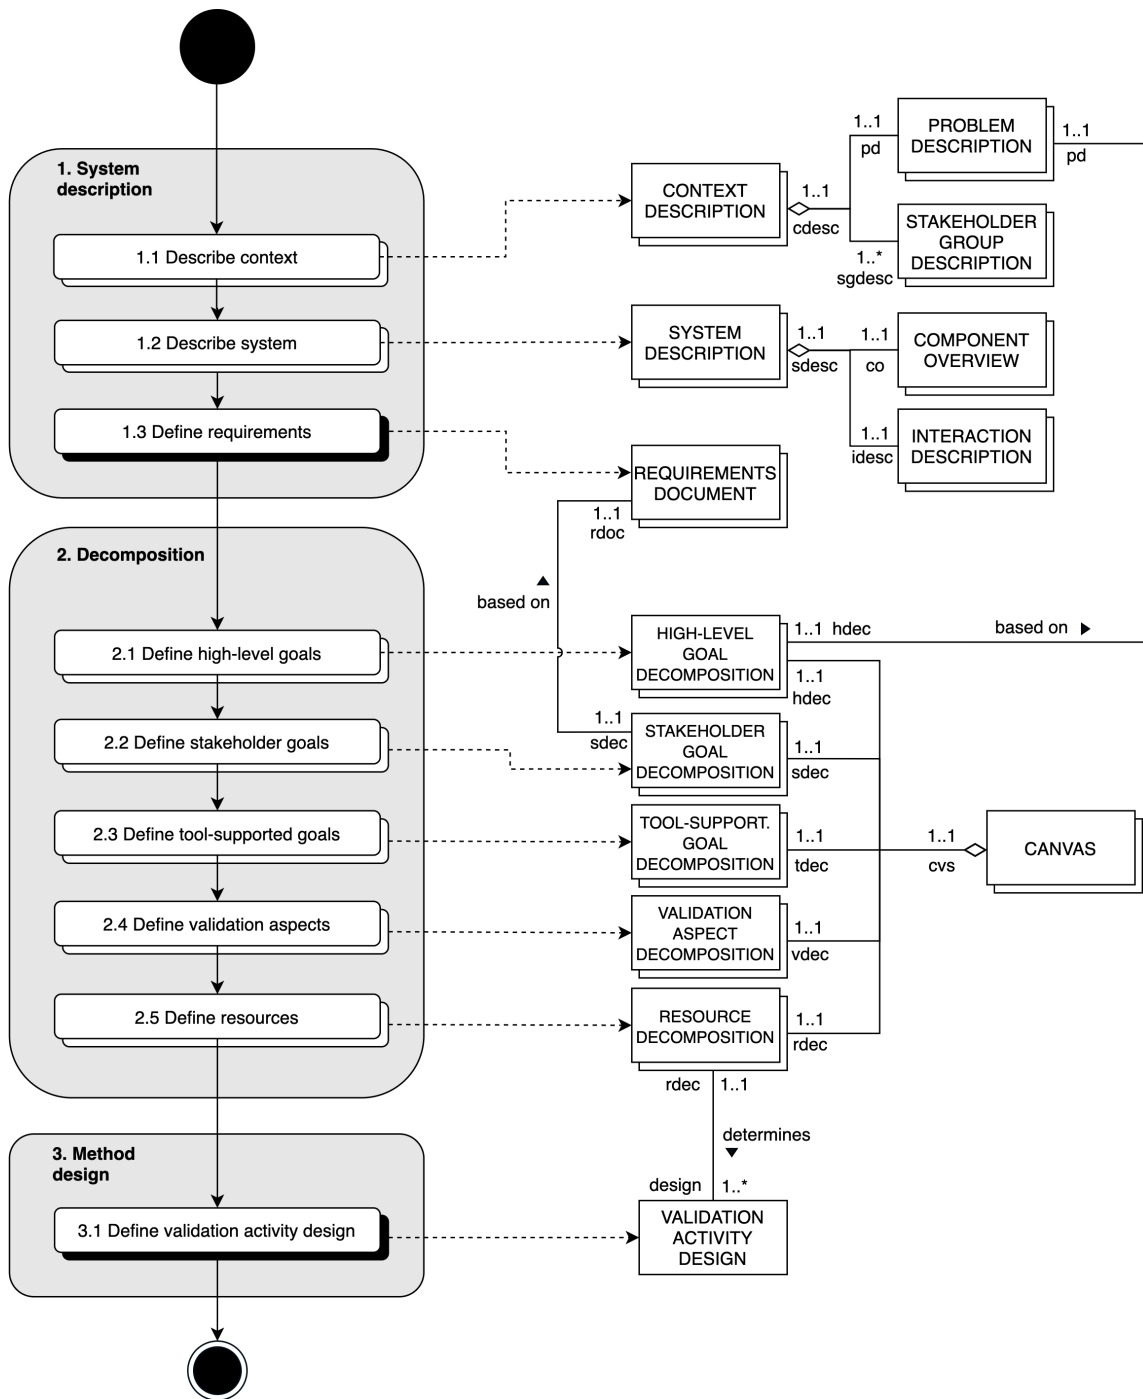 1. System
description
1.1 Describe context
1.2 Describe system
1.3 Define requirements
2. Decomposition
2.1 Define high-level goals
2.2 Define stakeholder goals
2.3 Define tool-supported goals
2.4 Define validation aspects
2.5 Define resources
3. Method
design
3.1 Define validation activity design
CONTEXT
DESCRIPTION
1..1
cdesc
1..1
pd
PROBLEM
DESCRIPTION
1..1
pd
1..*
sgdesc
STAKEHOLDER
GROUP
DESCRIPTION
SYSTEM
DESCRIPTION
1..1
sdesc
1..1
co
COMPONENT
OVERVIEW
1..1
idesc
INTERACTION
DESCRIPTION
REQUIREMENTS
DOCUMENT
1..1
rdoc
based on
HIGH-LEVEL
GOAL
DECOMPOSITION
1..1 hdec
based on
1..1
hdec
1..1
sdec
STAKEHOLDER
GOAL
DECOMPOSITION
1..1
sdec
TOOL-SUPPORT.
GOAL
DECOMPOSITION
1..1
tdec
1..1
cvs
CANVAS
VALIDATION
ASPECT
DECOMPOSITION
1..1
vdec
RESOURCE
DECOMPOSITION
1..1
rdec
rdec 1..1
determines
design 1..*
VALIDATION
ACTIVITY
DESIGN